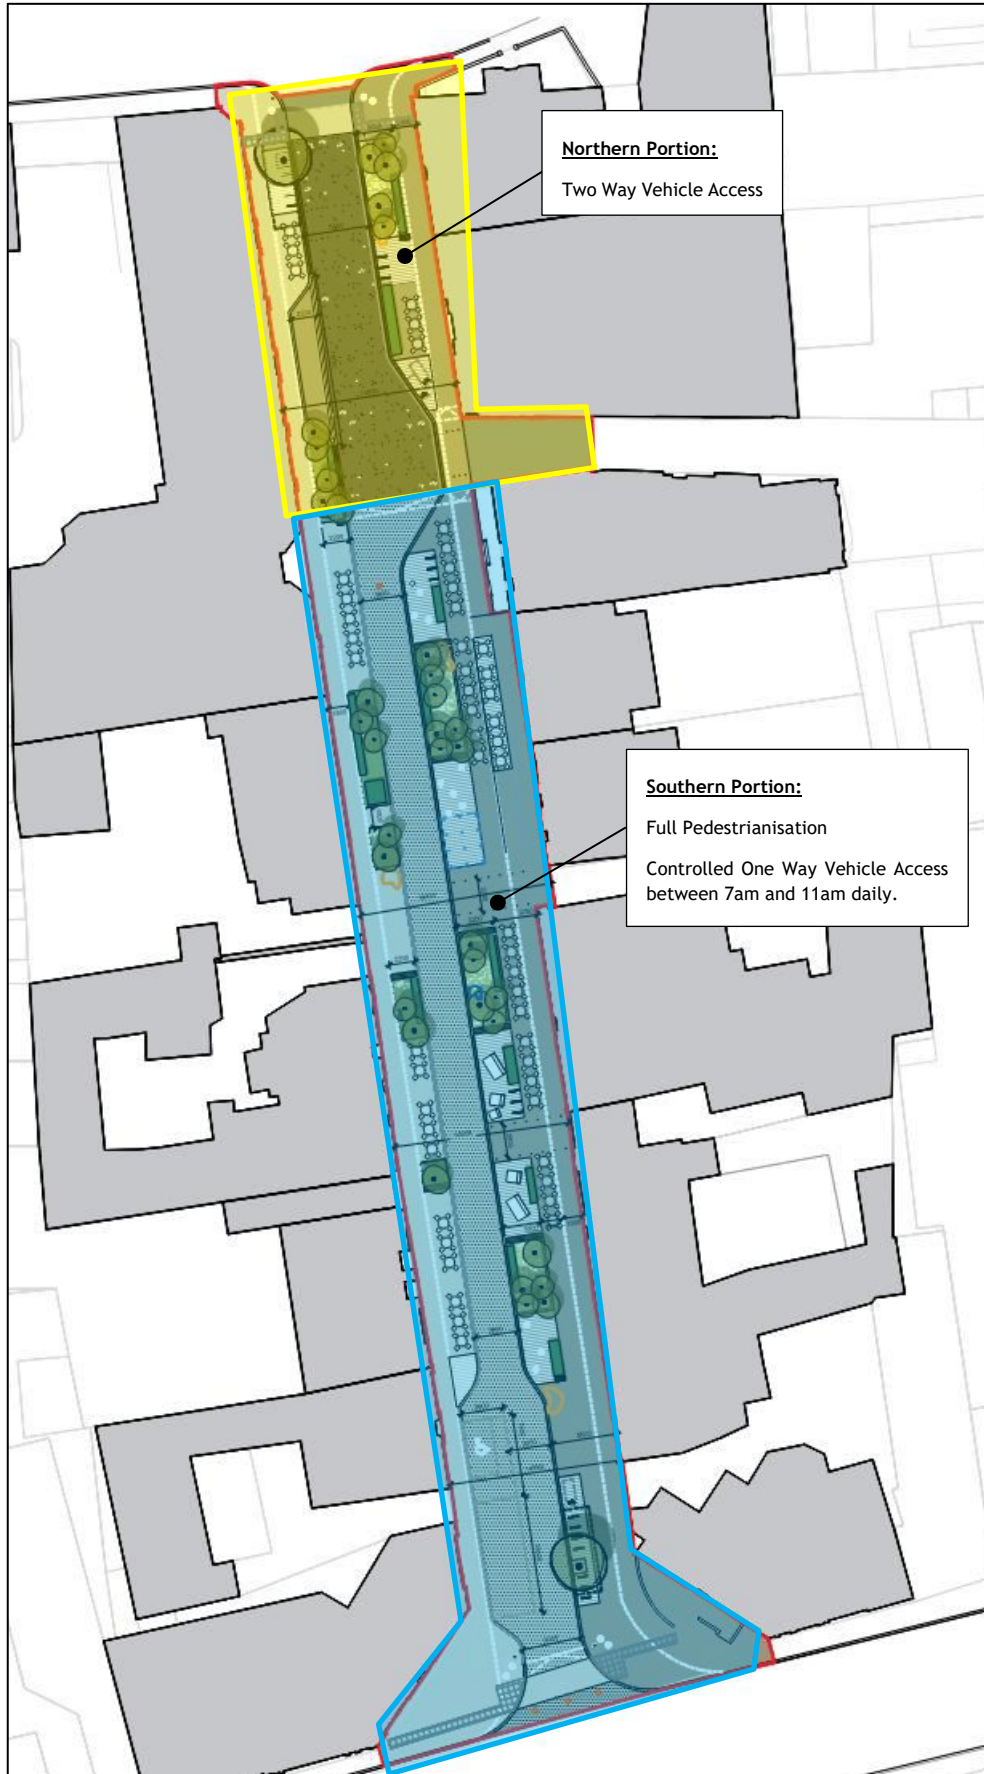 Northern Portion:
Two Way Vehicle Access
Southern Portion:
Full Pedestrianisation
Controlled One Way Vehicle Access
between 7am and 11am daily.